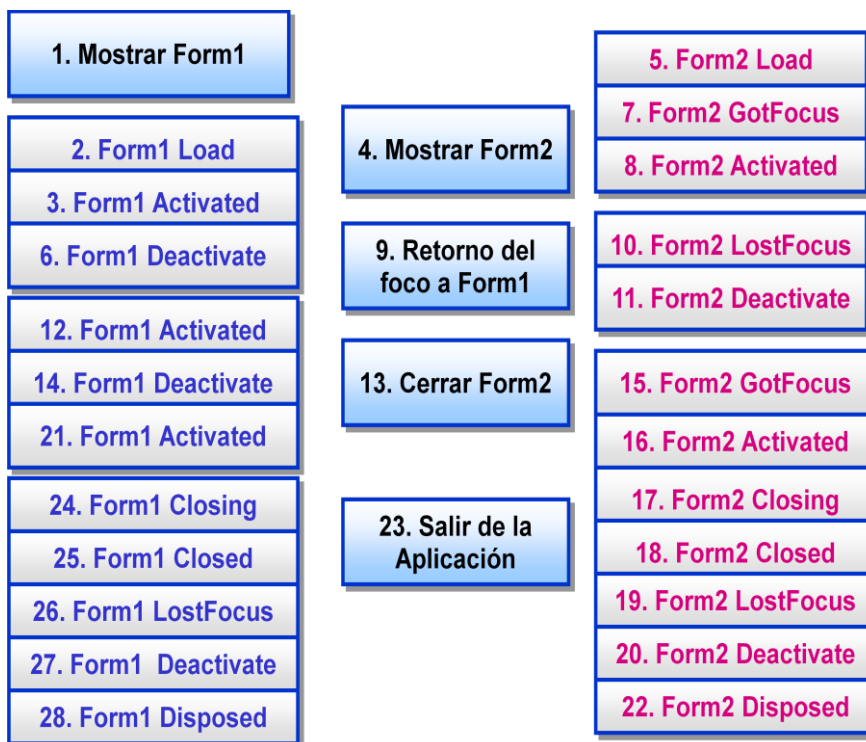 1. Mostrar Form1
2. Form1 Load
3. Form1 Activated
6. Form1 Deactivate
12. Form1 Activated
14. Form1 Deactivate
21. Form1 Activated
24. Form1 Closing
25. Form1 Closed
26. Form1 LostFocus
27. Form1 Deactivate
28. Form1 Disposed
4. Mostrar Form2
9. Retorno del
foco a Form1
13. Cerrar Form2
23. Salir de la
Aplicación
5. Form2 Load
7. Form2 GotFocus
8. Form2 Activated
10. Form2 LostFocus
11. Form2 Deactivate
15. Form2 GotFocus
16. Form2 Activated
17. Form2 Closing
18. Form2 Closed
19. Form2 LostFocus
20. Form2 Deactivate
22. Form2 Disposed